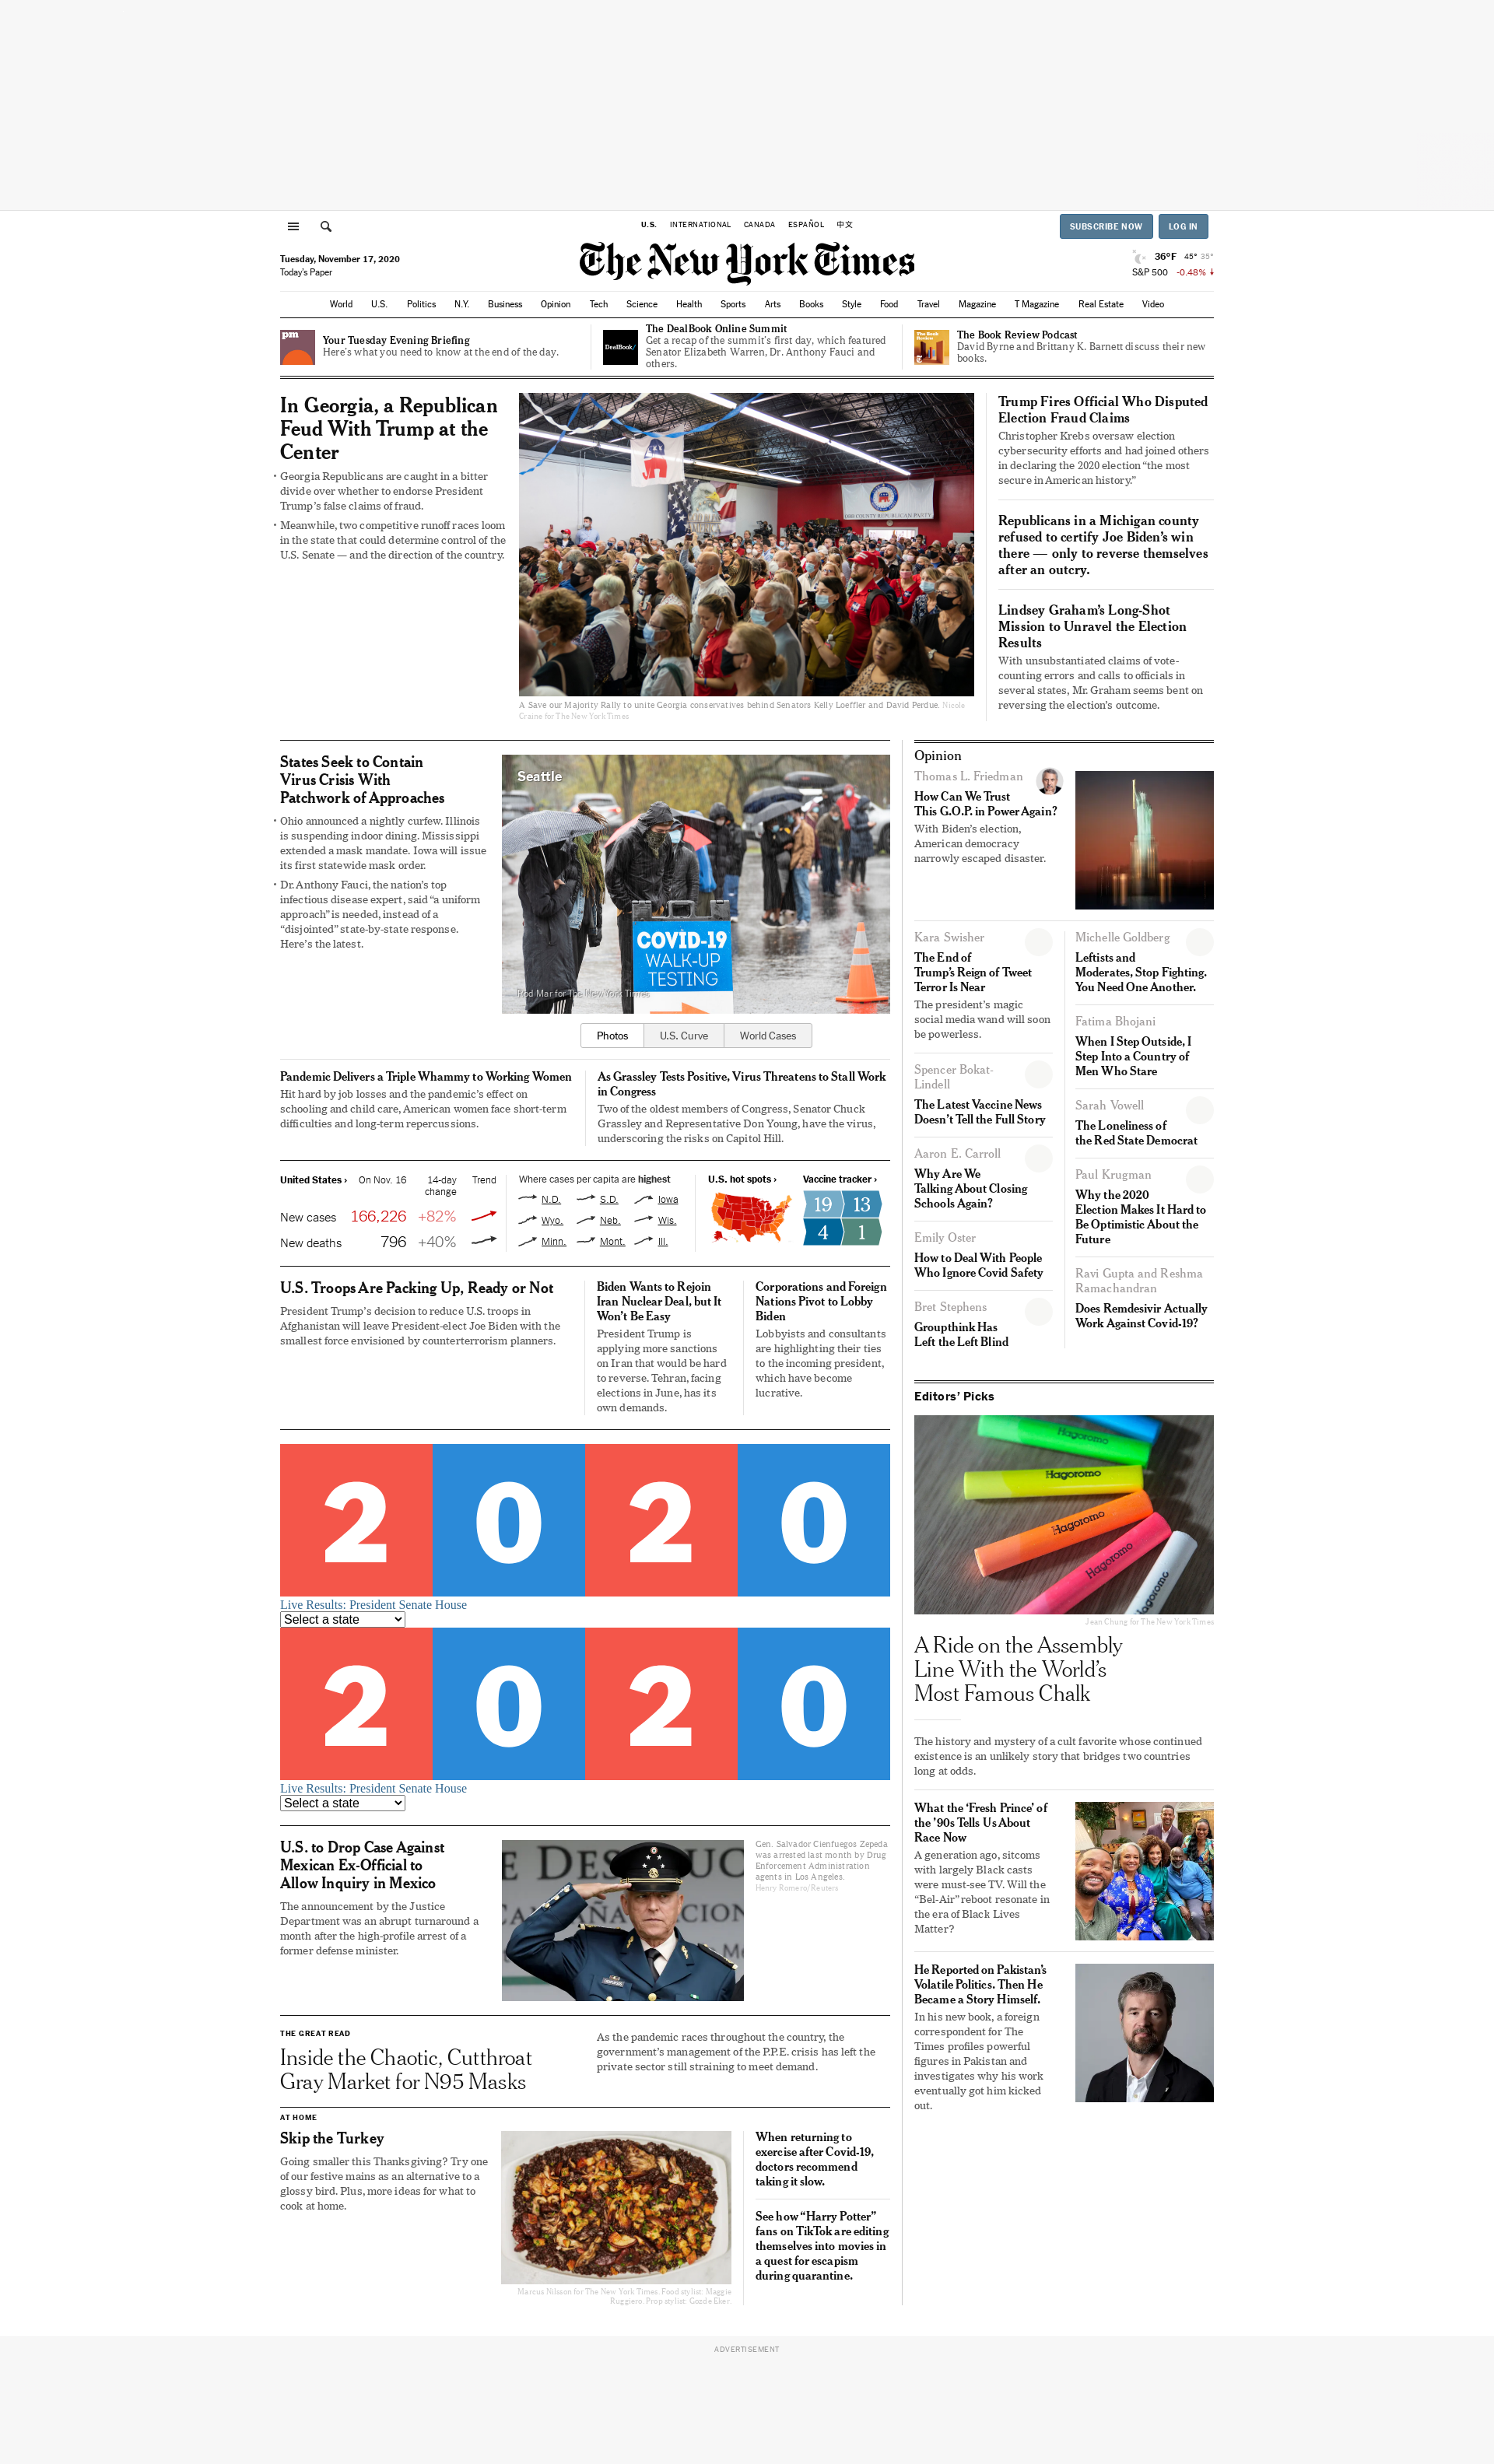 U.S.
INTERNATIONAL
CANADA
ESPAÑOL
中文
SUBSCRIBE NOW
LOG IN
Tuesday, November 17, 2020
Today's Paper
The New York Times
36°F 45° 35°
S&P 500 -0.48%
World U.S. Politics N.Y. Business Opinion Tech Science Health Sports Arts Books Style Food Travel Magazine T Magazine Real Estate Video
pm
Your Tuesday Evening Briefing
Here's what you need to know at the end of the day.
DealBook/
The DealBook Online Summit
Get a recap of the summit's first day, which featured
Senator Elizabeth Warren, Dr. Anthony Fauci and
others.
The Book Review
The Book Review Podcast
David Byrne and Brittany K. Barnett discuss their new
books.
In Georgia, a Republican
Feud With Trump at the
Center
Georgia Republicans are caught in a bitter
divide over whether to endorse President
Trump's false claims of fraud.
Meanwhile, two competitive runoff races loom
in the state that could determine control of the
U.S. Senate — and the direction of the country.
COUNTY REPUBLICAN PARTY
A Save our Majority Rally to unite Georgia conservatives behind Senators Kelly Loeffler and David Perdue. Nicole
Craine for The New York Times
Trump Fires Official Who Disputed
Election Fraud Claims
Christopher Krebs oversaw election
cybersecurity efforts and had joined others
in declaring the 2020 election “the most
secure in American history.”
Republicans in a Michigan county
refused to certify Joe Biden’s win
there — only to reverse themselves
after an outcry.
Lindsey Graham’s Long-Shot
Mission to Unravel the Election
Results
With unsubstantiated claims of vote-
counting errors and calls to officials in
several states, Mr. Graham seems bent on
reversing the election’s outcome.
States Seek to Contain
Virus Crisis With
Patchwork of Approaches
Ohio announced a nightly curfew. Illinois
is suspending indoor dining. Mississippi
extended a mask mandate. Iowa will issue
its first statewide mask order.
Dr. Anthony Fauci, the nation’s top
infectious disease expert, said “a uniform
approach” is needed, instead of a
“disjointed” state-by-state response.
Here’s the latest.
Seattle
COVID-19
WALK-UP
TESTING
Rod Mar for The New York Times
Photos
U.S. Curve
World Cases
Pandemic Delivers a Triple Whammy to Working Women
Hit hard by job losses and the pandemic’s effect on
schooling and child care, American women face short-term
difficulties and long-term repercussions.
As Grassley Tests Positive, Virus Threatens to Stall Work
in Congress
Two of the oldest members of Congress, Senator Chuck
Grassley and Representative Don Young, have the virus,
underscoring the risks on Capitol Hill.
United States › On Nov. 16 14-day Trend
change
New cases 166,226 +82%
New deaths 796 +40%
Where cases per capita are highest
N.D. S.D. Iowa
Wyo. Neb. Wis.
Minn. Mont. Ill.
U.S. hot spots ›
Vaccine tracker ›
19 13
4 1
U.S. Troops Are Packing Up, Ready or Not
President Trump’s decision to reduce U.S. troops in
Afghanistan will leave President-elect Joe Biden with the
smallest force envisioned by counterterrorism planners.
Biden Wants to Rejoin
Iran Nuclear Deal, but It
Won’t Be Easy
President Trump is
applying more sanctions
on Iran that would be hard
to reverse. Tehran, facing
elections in June, has its
own demands.
Corporations and Foreign
Nations Pivot to Lobby
Biden
Lobbyists and consultants
are highlighting their ties
to the incoming president,
which have become
lucrative.
2 0 2 0
Live Results: President Senate House
Select a state
2 0 2 0
Live Results: President Senate House
Select a state
U.S. to Drop Case Against
Mexican Ex-Official to
Allow Inquiry in Mexico
The announcement by the Justice
Department was an abrupt turnaround a
month after the high-profile arrest of a
former defense minister.
Gen. Salvador Cienfuegos Zepeda
was arrested last month by Drug
Enforcement Administration
agents in Los Angeles.
Henry Romero/Reuters
THE GREAT READ
Inside the Chaotic, Cutthroat
Gray Market for N95 Masks
As the pandemic races throughout the country, the
government’s management of the P.P.E. crisis has left the
private sector still straining to meet demand.
AT HOME
Skip the Turkey
Going smaller this Thanksgiving? Try one
of our festive mains as an alternative to a
glossy bird. Plus, more ideas for what to
cook at home.
Marcus Nilsson for The New York Times. Food stylist: Maggie
Ruggiero. Prop stylist: Gozde Eker.
When returning to
exercise after Covid-19,
doctors recommend
taking it slow.
See how “Harry Potter”
fans on TikTok are editing
themselves into movies in
a quest for escapism
during quarantine.
Opinion
Thomas L. Friedman
How Can We Trust
This G.O.P. in Power Again?
With Biden’s election,
American democracy
narrowly escaped disaster.
Kara Swisher
The End of
Trump’s Reign of Tweet
Terror Is Near
The president’s magic
social media wand will soon
be powerless.
Spencer Bokat-
Lindell
The Latest Vaccine News
Doesn’t Tell the Full Story
Aaron E. Carroll
Why Are We
Talking About Closing
Schools Again?
Emily Oster
How to Deal With People
Who Ignore Covid Safety
Bret Stephens
Groupthink Has
Left the Left Blind
Michelle Goldberg
Leftists and
Moderates, Stop Fighting.
You Need One Another.
Fatima Bhojani
When I Step Outside, I
Step Into a Country of
Men Who Stare
Sarah Vowell
The Loneliness of
the Red State Democrat
Paul Krugman
Why the 2020
Election Makes It Hard to
Be Optimistic About the
Future
Ravi Gupta and Reshma
Ramachandran
Does Remdesivir Actually
Work Against Covid-19?
Editors’ Picks
Hagoromo
Hagoromo
Hagoromo
Hagoromo
Hagoromo
Jean Chung for The New York Times
A Ride on the Assembly
Line With the World’s
Most Famous Chalk
The history and mystery of a cult favorite whose continued
existence is an unlikely story that bridges two countries
long at odds.
What the ‘Fresh Prince’ of
the ’90s Tells Us About
Race Now
A generation ago, sitcoms
with largely Black casts
were must-see TV. Will the
“Bel-Air” reboot resonate in
the era of Black Lives
Matter?
He Reported on Pakistan’s
Volatile Politics. Then He
Became a Story Himself.
In his new book, a foreign
correspondent for The
Times profiles powerful
figures in Pakistan and
investigates why his work
eventually got him kicked
out.
ADVERTISEMENT